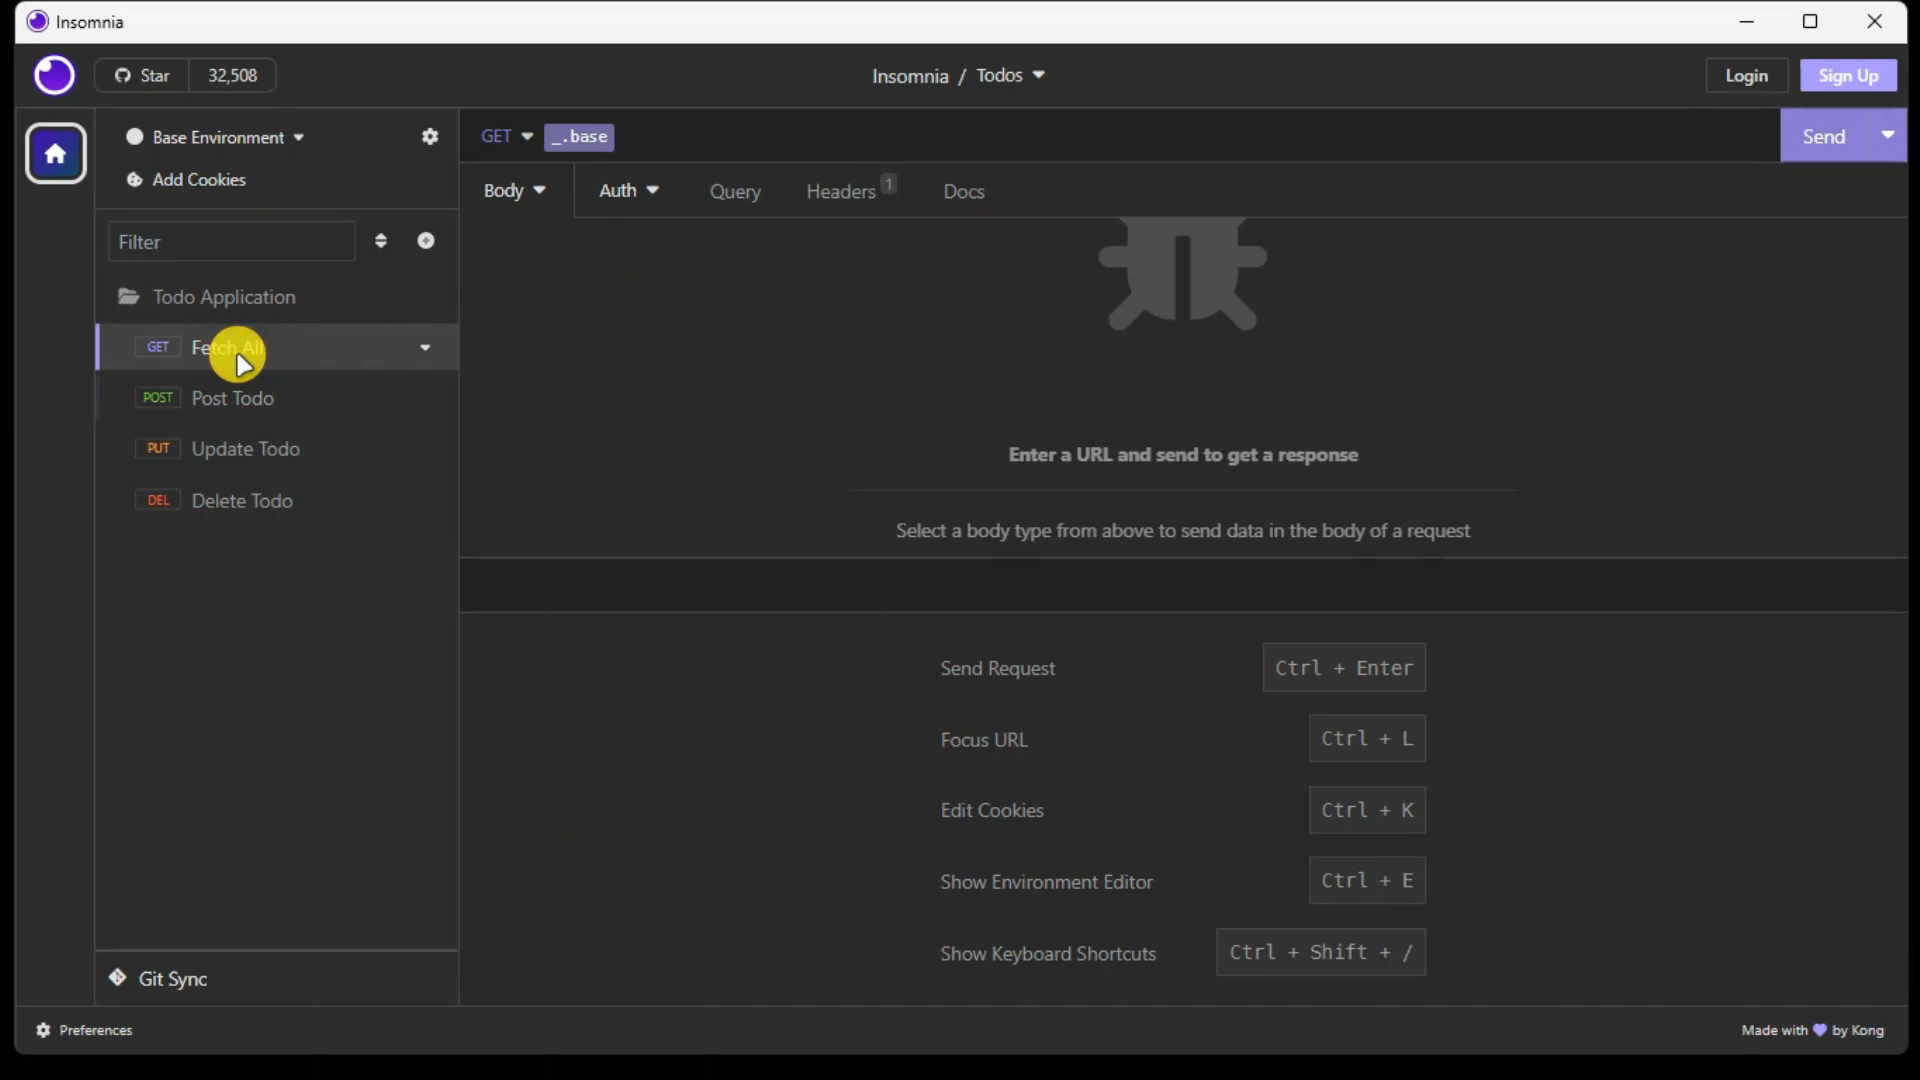 Insomnia
Star 32,508
Insomnia / Todos
Login
Sign Up
Base Environment
Add Cookies
GET _.base
Send
Body Auth Query Headers 1 Docs
Filter
Todo Application
GET Fetch All
POST Post Todo
PUT Update Todo
DEL Delete Todo
Enter a URL and send to get a response
Select a body type from above to send data in the body of a request
Send Request Ctrl + Enter
Focus URL Ctrl + L
Edit Cookies Ctrl + K
Show Environment Editor Ctrl + E
Show Keyboard Shortcuts Ctrl + Shift + /
Git Sync
Preferences
Made with 💜 by Kong